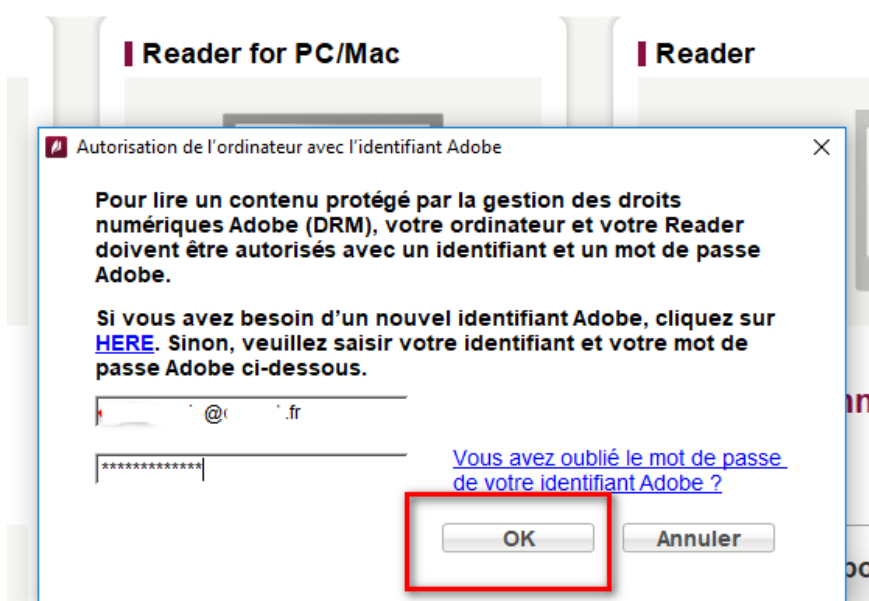 Reader for PC/Mac
Reader
Autorisation de l'ordinateur avec l'identifiant Adobe
Pour lire un contenu protégé par la gestion des droits
numériques Adobe (DRM), votre ordinateur et votre Reader
doivent être autorisés avec un identifiant et un mot de passe
Adobe.
Si vous avez besoin d'un nouvel identifiant Adobe, cliquez sur
HERE. Sinon, veuillez saisir votre identifiant et votre mot de
passe Adobe ci-dessous.
@ .fr
*************
Vous avez oublié le mot de passe
de votre identifiant Adobe ?
OK
Annuler